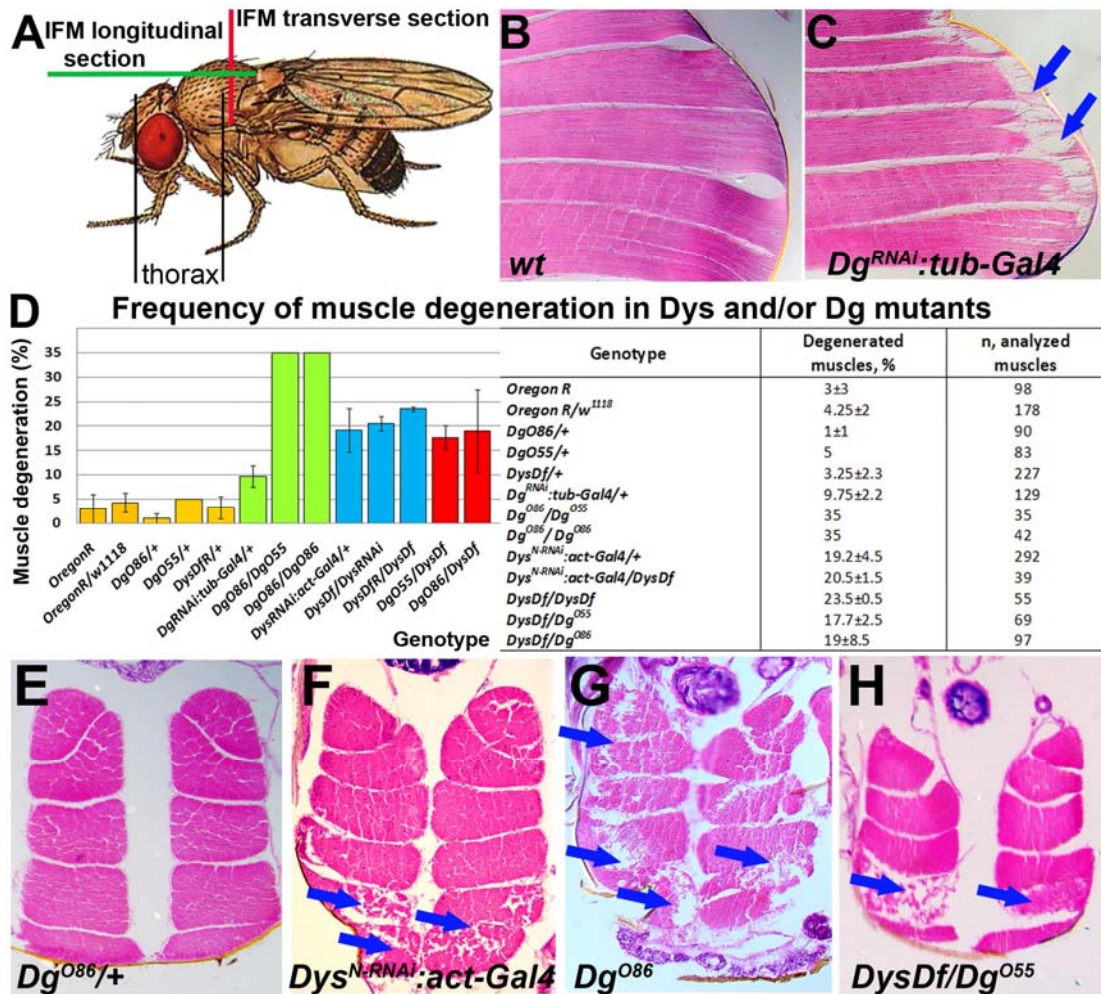 A
IFM longitudinal section
IFM transverse section
thorax
B
wt
C
Dg^RNAi:tub-Gal4
D
Frequency of muscle degeneration in Dys and/or Dg mutants
Muscle degeneration (%)
35
30
25
20
15
10
5
0
OregonR
OregonR/w1118
DgO86/+
DgO55/+
DysDfR/+
DgRNAi:tub-Gal4/+
DgO86/DgO55
DgO86/DgO86
DysRNAi:act-Gal4/+
DysDf/DysRNAi
DysDfR/DysDf
DgO55/DysDf
DgO86/DysDf
Genotype
Genotype Degenerated muscles, % n, analyzed muscles
Oregon R 3±3 98
Oregon R/w^1118 4.25±2 178
DgO86/+ 1±1 90
DgO55/+ 5 83
DysDf/+ 3.25±2.3 227
Dg^RNAi:tub-Gal4/+ 9.75±2.2 129
Dg^O86/Dg^O55 35 35
Dg^O86/Dg^O86 35 42
Dys^N-RNAi:act-Gal4/+ 19.2±4.5 292
Dys^N-RNAi:act-Gal4/DysDf 20.5±1.5 39
DysDf/DysDf 23.5±0.5 55
DysDf/Dg^O55 17.7±2.5 69
DysDf/Dg^O86 19±8.5 97
E
Dg^O86/+
F
Dys^N-RNAi:act-Gal4
G
Dg^O86
H
DysDf/Dg^O55